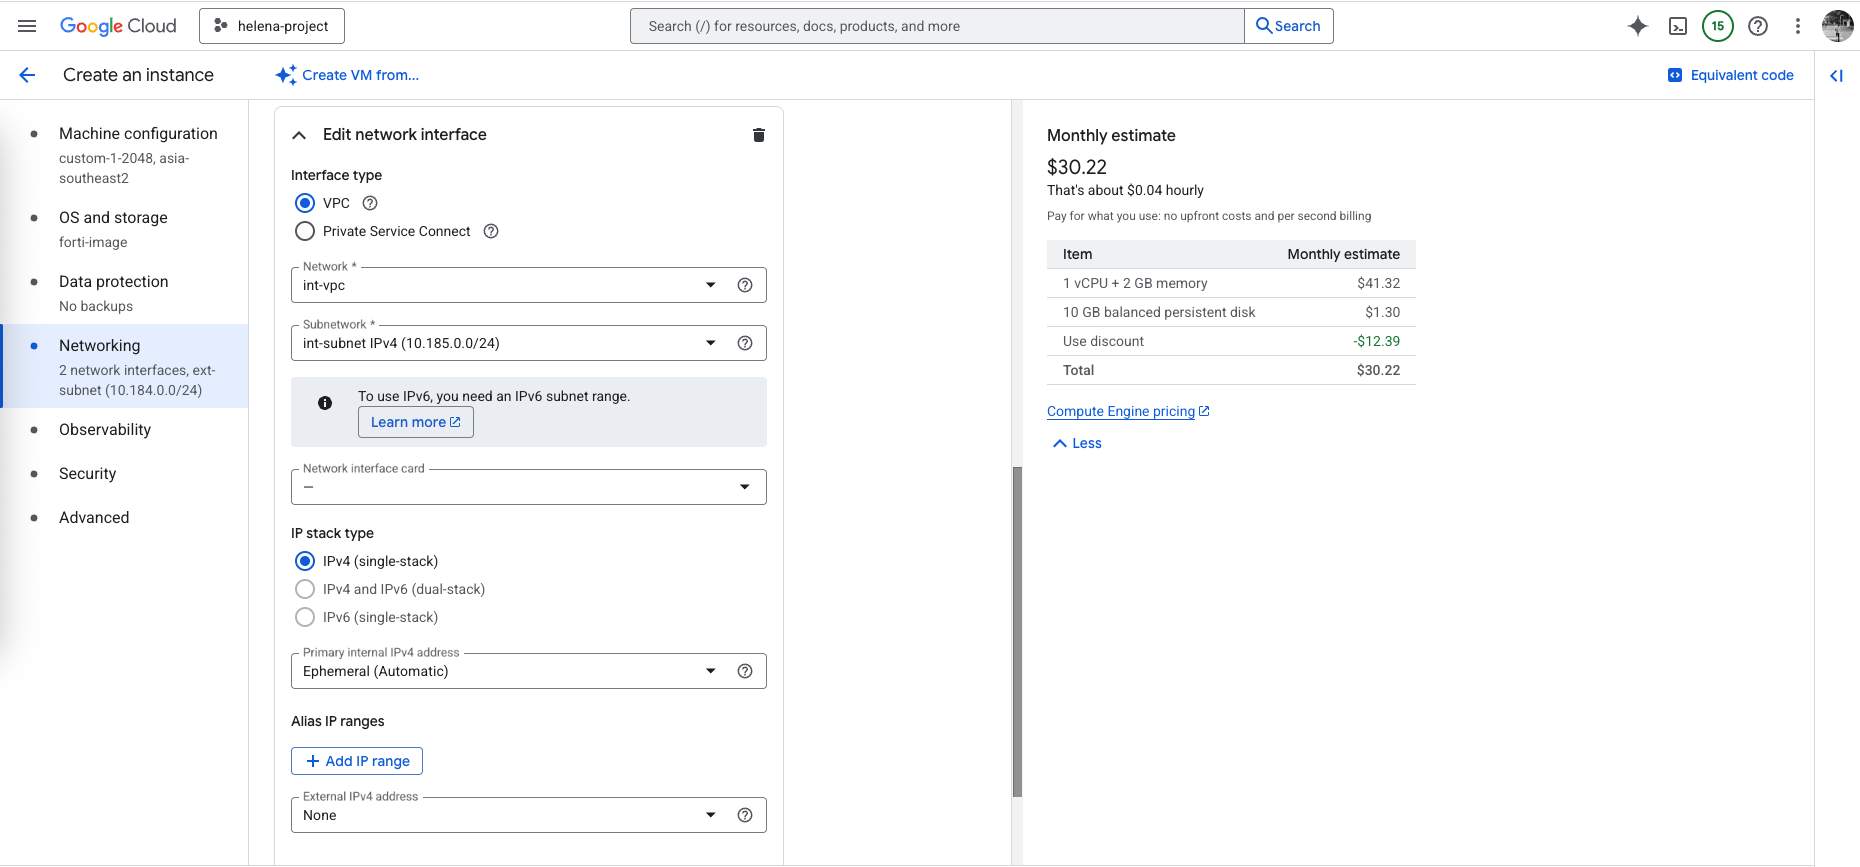 Google Cloud
helena-project
Search (/) for resources, docs, products, and more
Search
15
Create an instance
Create VM from...
Equivalent code
Machine configuration
custom-1-2048, asia-
southeast2
OS and storage
forti-image
Data protection
No backups
Networking
2 network interfaces, ext-
subnet (10.184.0.0/24)
Observability
Security
Advanced
Edit network interface
Interface type
VPC
Private Service Connect
Network *
int-vpc
Subnetwork *
int-subnet IPv4 (10.185.0.0/24)
To use IPv6, you need an IPv6 subnet range.
Learn more
Network interface card
—
IP stack type
IPv4 (single-stack)
IPv4 and IPv6 (dual-stack)
IPv6 (single-stack)
Primary internal IPv4 address
Ephemeral (Automatic)
Alias IP ranges
Add IP range
External IPv4 address
None
Monthly estimate
$30.22
That's about $0.04 hourly
Pay for what you use: no upfront costs and per second billing
Item Monthly estimate
1 vCPU + 2 GB memory $41.32
10 GB balanced persistent disk $1.30
Use discount -$12.39
Total $30.22
Compute Engine pricing
Less